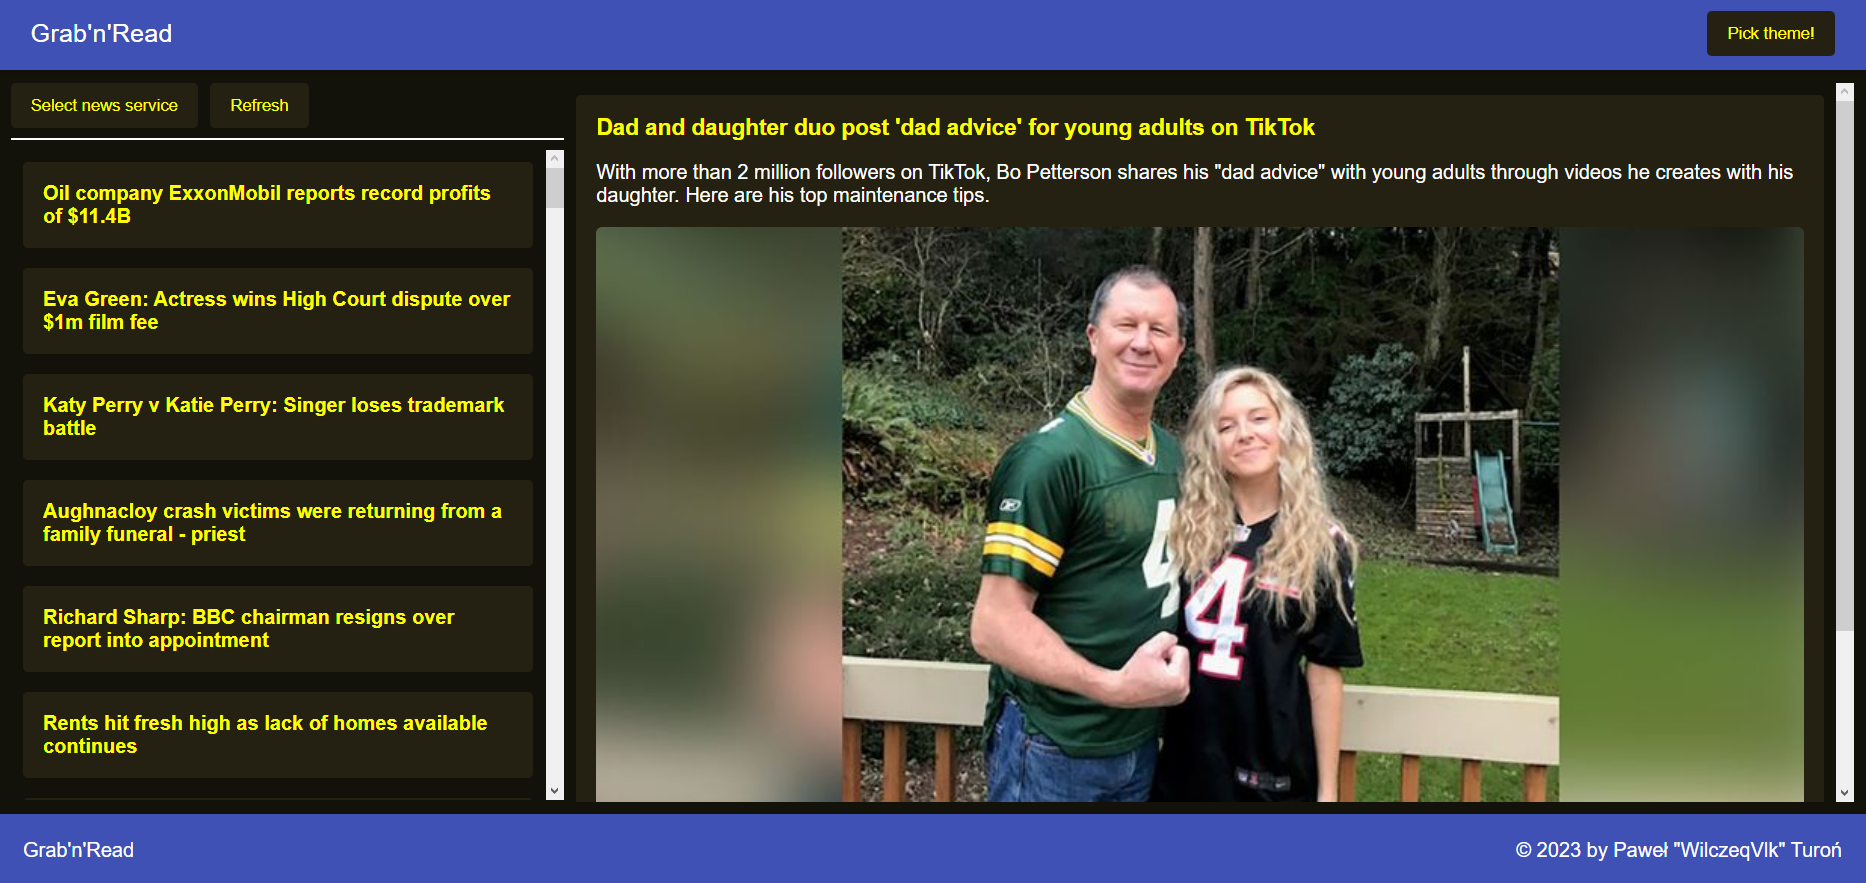 Grab'n'Read
Pick theme!
Select news service
Refresh
Oil company ExxonMobil reports record profits
of $11.4B
Eva Green: Actress wins High Court dispute over
$1m film fee
Katy Perry v Katie Perry: Singer loses trademark
battle
Aughnacloy crash victims were returning from a
family funeral - priest
Richard Sharp: BBC chairman resigns over
report into appointment
Rents hit fresh high as lack of homes available
continues
Dad and daughter duo post 'dad advice' for young adults on TikTok
With more than 2 million followers on TikTok, Bo Petterson shares his "dad advice" with young adults through videos he creates with his
daughter. Here are his top maintenance tips.
4
4
Grab'n'Read
© 2023 by Paweł "WilczeqVlk" Turoń